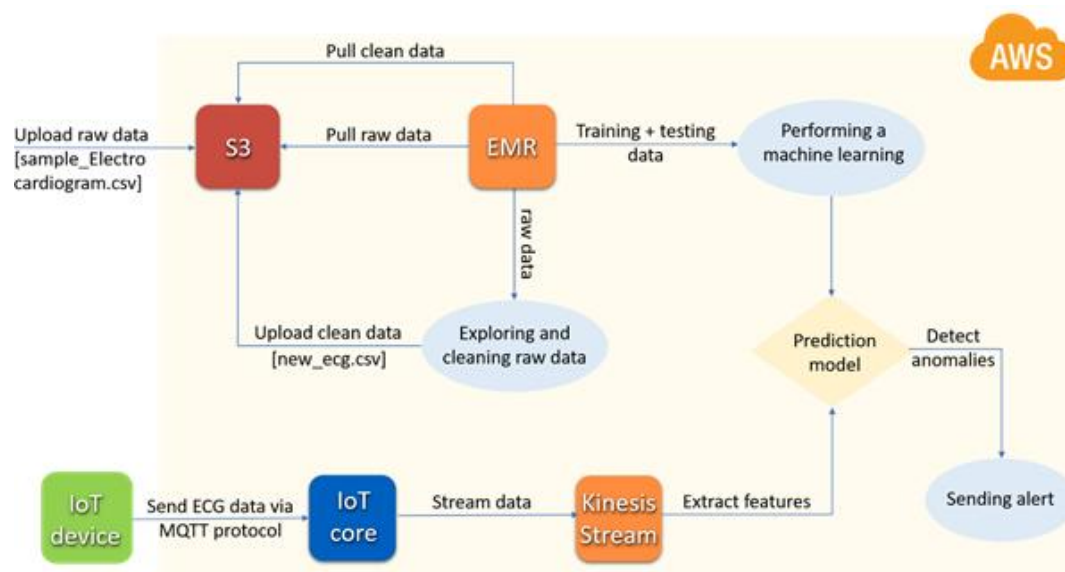 AWS
Pull clean data
Upload raw data
[sample_Electro
cardiogram.csv]
S3
Pull raw data
EMR
Training + testing
data
Performing a
machine learning
raw data
Upload clean data
[new_ecg.csv]
Exploring and
cleaning raw data
Prediction
model
Detect
anomalies
IoT
device
Send ECG data via
MQTT protocol
IoT
core
Stream data
Kinesis
Stream
Extract features
Sending alert